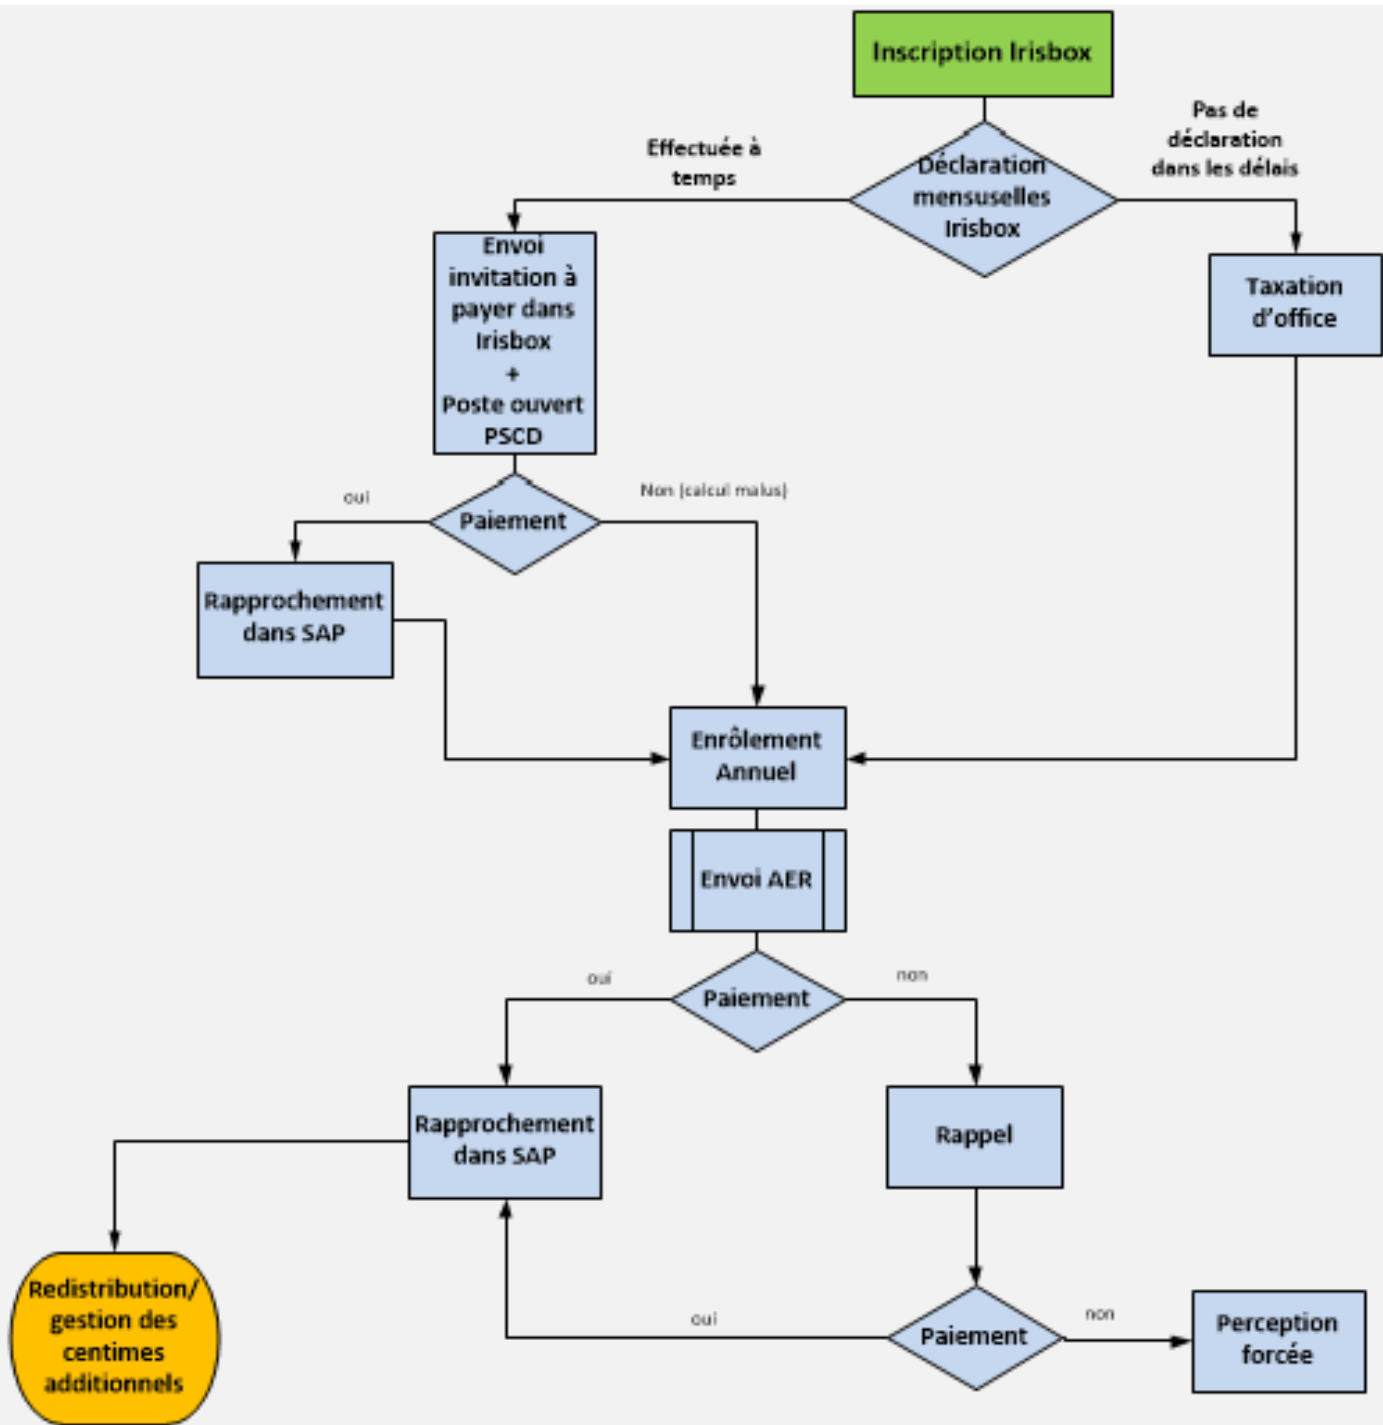 Inscription Irisbox
Pas de
déclaration
dans les délais
Effectuée à
temps
Déclaration
mensuselles
Irisbox
Envoi
invitation à
payer dans
Irisbox
+
Poste ouvert
PSCD
Taxation
d'office
oui
Non (calcul malus)
Paiement
Rapprochement
dans SAP
Enrôlement
Annuel
Envoi AER
oui
non
Paiement
Rapprochement
dans SAP
Rappel
Redistribution/
gestion des
centimes
additionnels
oui
Paiement
non
Perception
forcée